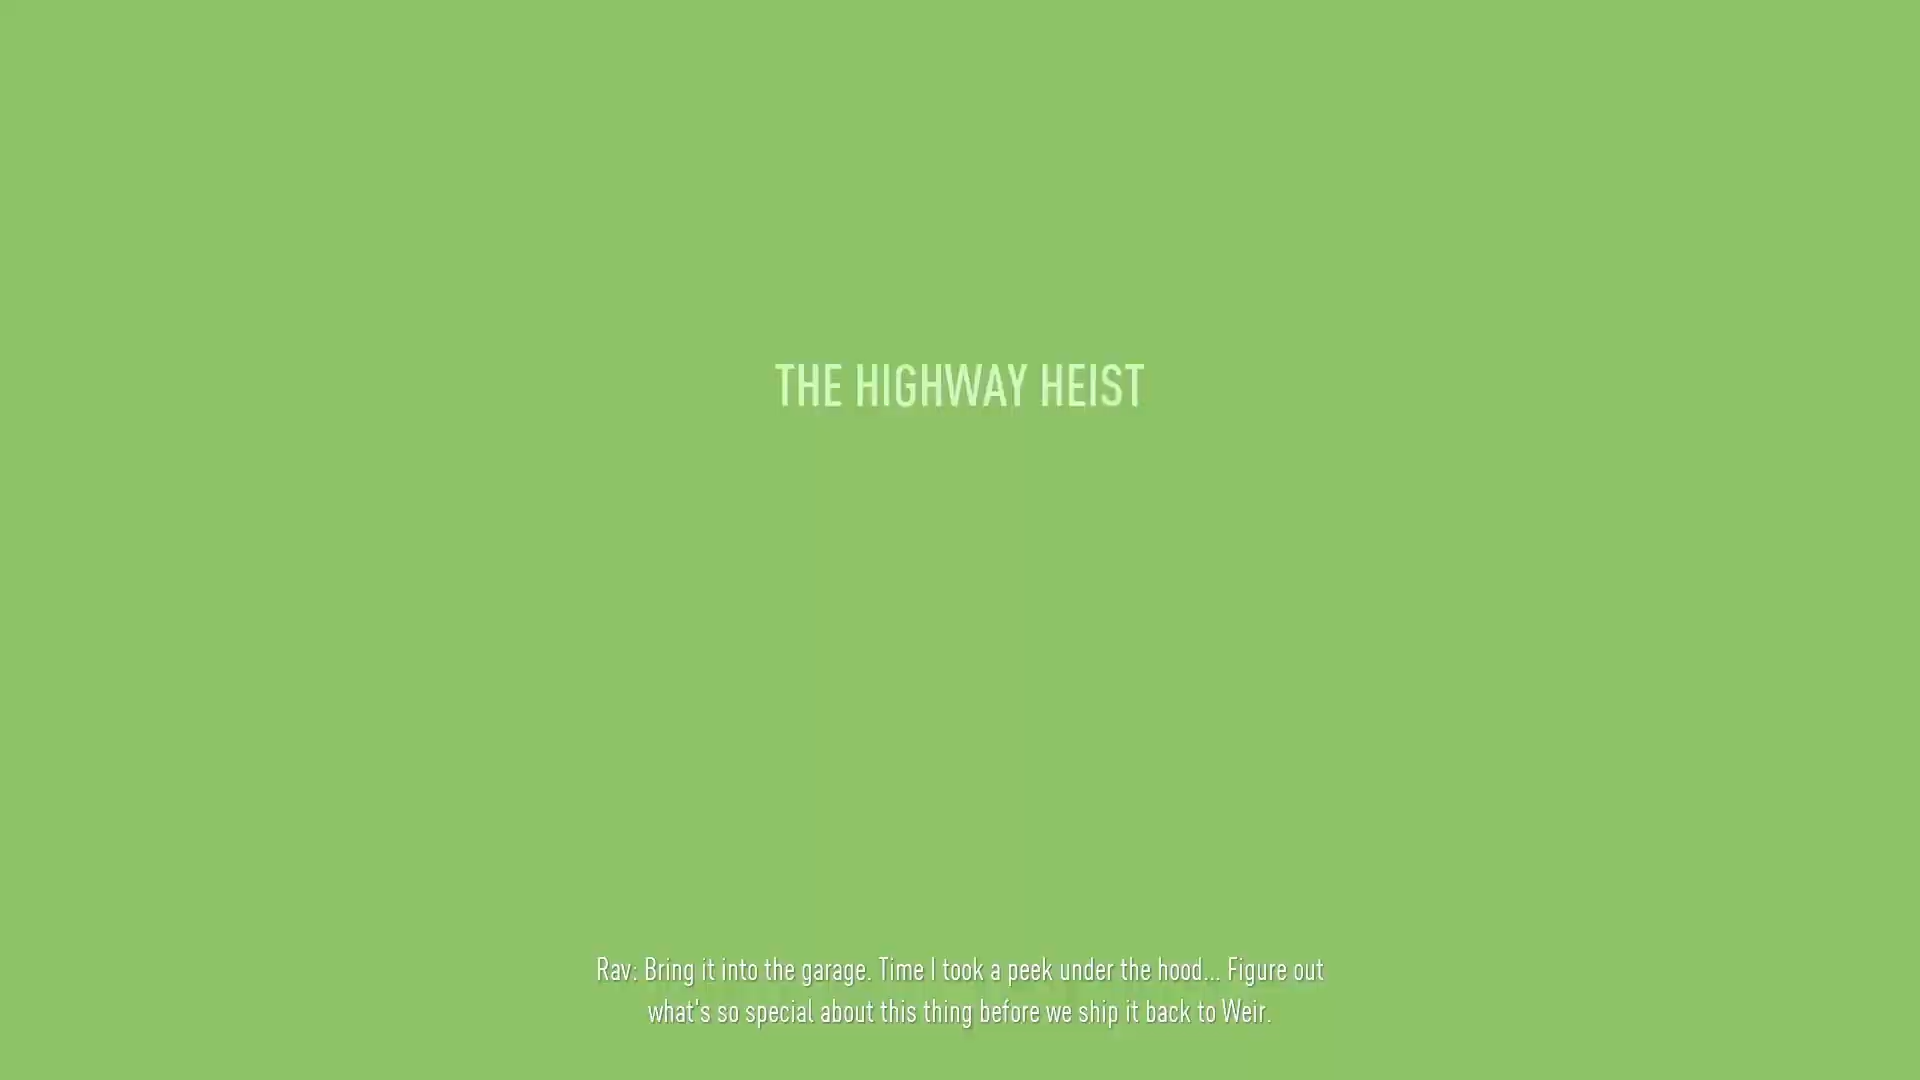 THE HIGHWAY HEIST
Rav: Bring it into the garage. Time I took a peek under the hood... Figure out
what's so special about this thing before we ship it back to Weir.